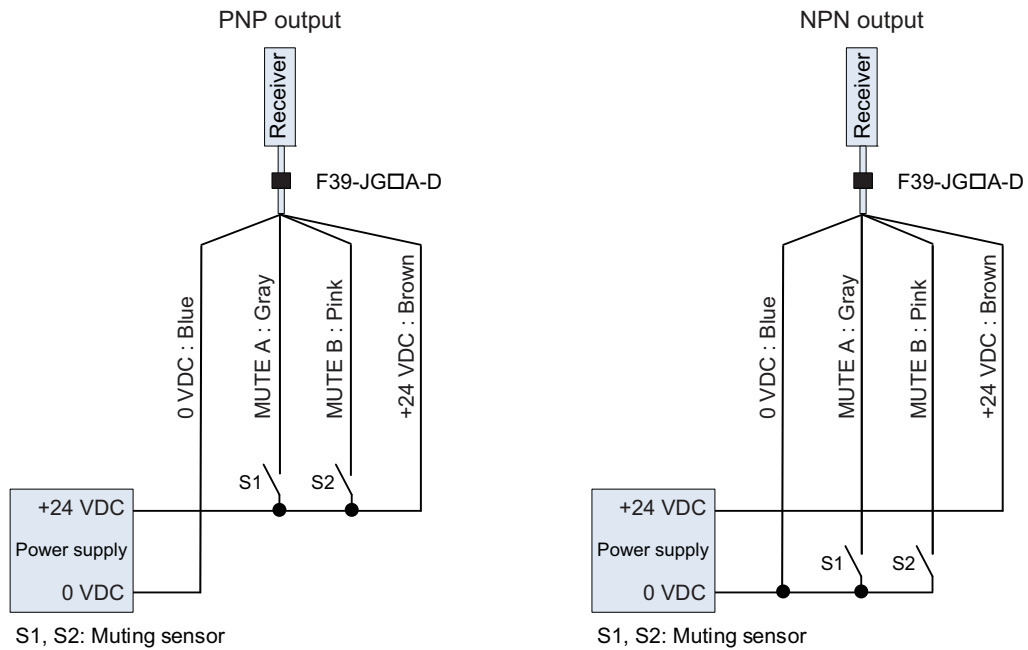 PNP output
Receiver
F39-JG□A-D
0 VDC : Blue
MUTE A : Gray
MUTE B : Pink
+24 VDC : Brown
S1
S2
+24 VDC
Power supply
0 VDC
S1, S2: Muting sensor
NPN output
Receiver
F39-JG□A-D
0 VDC : Blue
MUTE A : Gray
MUTE B : Pink
+24 VDC : Brown
+24 VDC
Power supply
S1
S2
0 VDC
S1, S2: Muting sensor